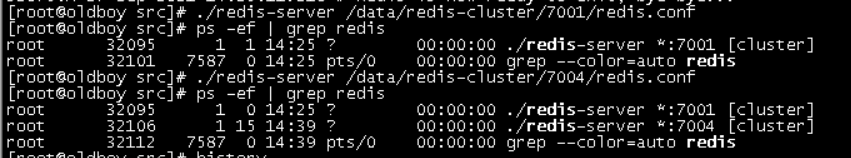 [root@oldboy src]# ./redis-server /data/redis-cluster/7001/redis.conf
[root@oldboy src]# ps -ef | grep redis
root 32095 1 1 14:25 ? 00:00:00 ./redis-server *:7001 [cluster]
root 32101 7587 0 14:25 pts/0 00:00:00 grep --color=auto redis
[root@oldboy src]# ./redis-server /data/redis-cluster/7004/redis.conf
[root@oldboy src]# ps -ef | grep redis
root 32095 1 0 14:25 ? 00:00:00 ./redis-server *:7001 [cluster]
root 32106 1 15 14:39 ? 00:00:00 ./redis-server *:7004 [cluster]
root 32112 7587 0 14:39 pts/0 00:00:00 grep --color=auto redis
[root@oldboy src]# history